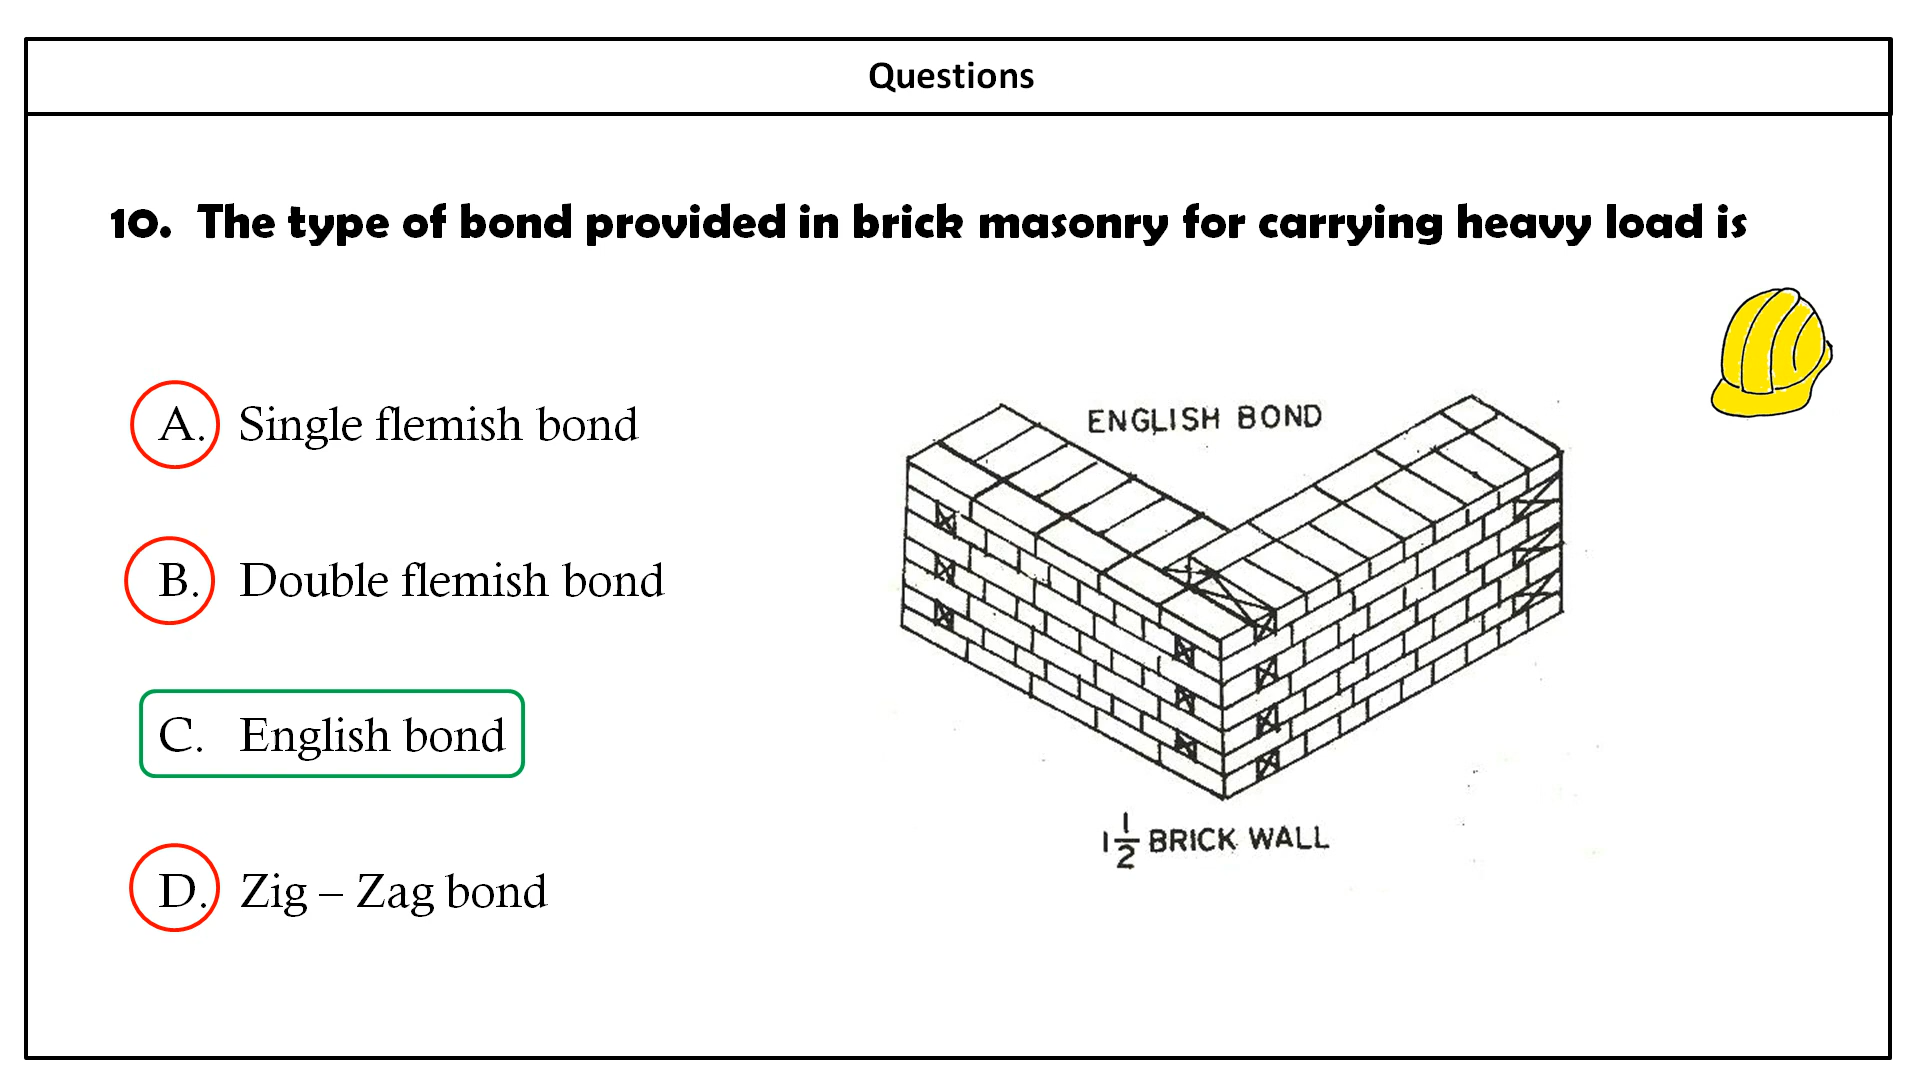 Questions
10. The type of bond provided in brick masonry for carrying heavy load is
A. Single flemish bond
B. Double flemish bond
C. English bond
D. Zig – Zag bond
ENGLISH BOND
1 1/2 BRICK WALL